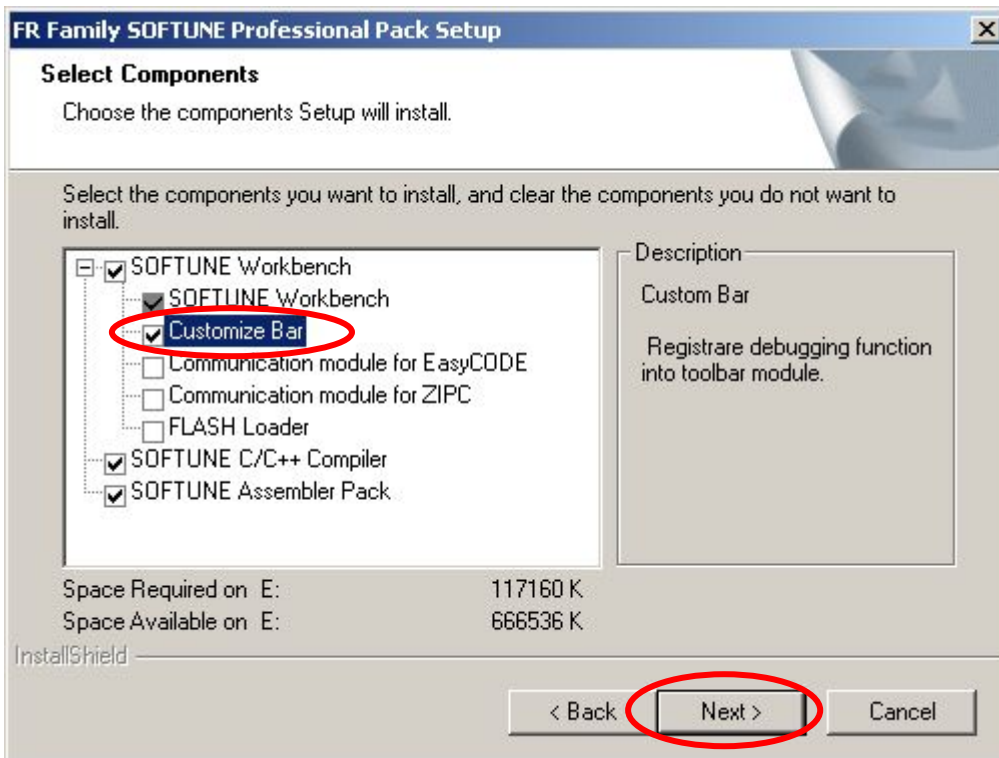 FR Family SOFTUNE Professional Pack Setup
Select Components
Choose the components Setup will install.
Select the components you want to install, and clear the components you do not want to
install.
SOFTUNE Workbench
SOFTUNE Workbench
Customize Bar
Communication module for EasyCODE
Communication module for ZIPC
FLASH Loader
SOFTUNE C/C++ Compiler
SOFTUNE Assembler Pack
Description
Custom Bar
Registrare debugging function
into toolbar module.
Space Required on E: 117160 K
Space Available on E: 666536 K
InstallShield
< Back Next > Cancel